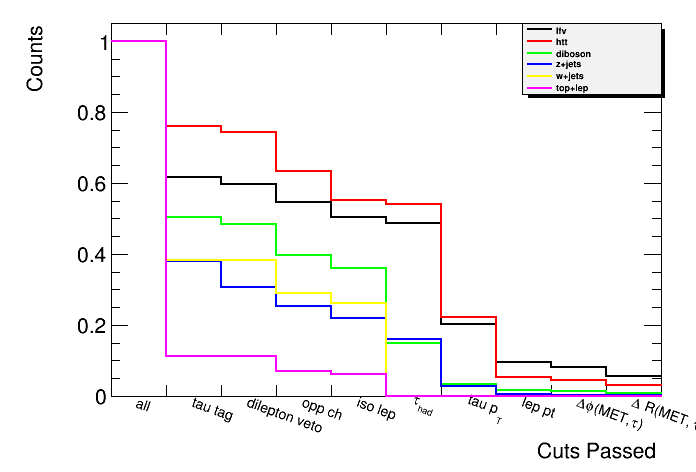 Counts
1
0.8
0.6
0.4
0.2
0
lfv
htt
diboson
z+jets
w+jets
top+lep
all
tau tag
dilepton veto
opp ch
iso lep
τhad
tau pT
lep pt
Δϕ(MET,τ)
Δ R(MET,
Cuts Passed